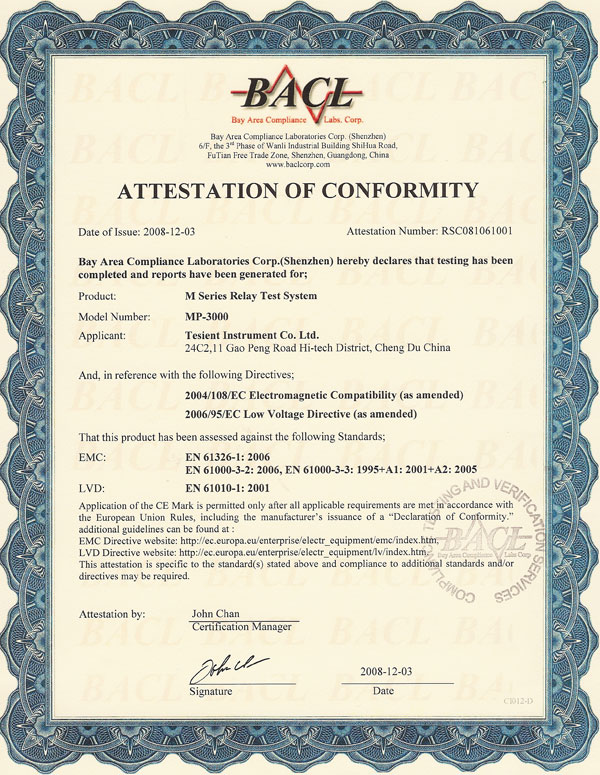 BACL
Bay Area Compliance Labs. Corp.
Bay Area Compliance Laboratories Corp. (Shenzhen)
6/F, the 3rd Phase of Wanli Industrial Building ShiHua Road,
FuTian Free Trade Zone, Shenzhen, Guangdong, China
www.baclcorp.com
ATTESTATION OF CONFORMITY
Date of Issue: 2008-12-03 Attestation Number: RSC081061001
Bay Area Compliance Laboratories Corp.(Shenzhen) hereby declares that testing has been
completed and reports have been generated for;
Product: M Series Relay Test System
Model Number: MP-3000
Applicant: Tesient Instrument Co. Ltd.
24C2,11 Gao Peng Road Hi-tech District, Cheng Du China
And, in reference with the following Directives;
2004/108/EC Electromagnetic Compatibility (as amended)
2006/95/EC Low Voltage Directive (as amended)
That this product has been assessed against the following Standards;
EMC: EN 61326-1: 2006
EN 61000-3-2: 2006, EN 61000-3-3: 1995+A1: 2001+A2: 2005
LVD: EN 61010-1: 2001
Application of the CE Mark is permitted only after all applicable requirements are met in accordance with
the European Union Rules, including the manufacturer's issuance of a "Declaration of Conformity."
additional guidelines can be found at :
EMC Directive website: http://ec.europa.eu/enterprise/electr_equipment/emc/index.htm,
LVD Directive website: http://ec.europa.eu/enterprise/electr_equipment/lv/index.htm,
This attestation is specific to the standard(s) stated above and compliance to additional standards and/or
directives may be required.
COMPLIANCE TESTING AND VERIFICATION SERVICES
BACL
Bay Area Compliance Labs Corp
Attestation by: John Chan
Certification Manager
John
Signature
2008-12-03
Date
CI012-D